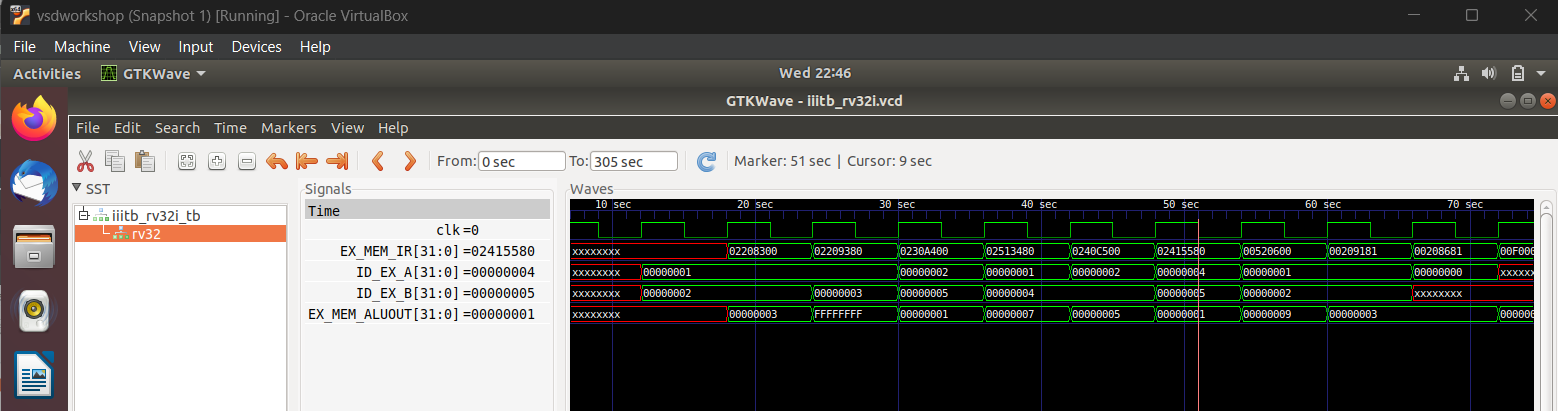 vsdworkshop (Snapshot 1) [Running] - Oracle VirtualBox
File Machine View Input Devices Help
Activities GTKWave Wed 22:46
GTKWave - iiitb_rv32i.vcd
File Edit Search Time Markers View Help
From: 0 sec To: 305 sec Marker: 51 sec | Cursor: 9 sec
SST Signals Waves
Time 10 sec 20 sec 30 sec 40 sec 50 sec 60 sec 70 sec
iiitb_rv32i_tb
rv32
clk =0
EX_MEM_IR[31:0] =02415580 xxxxxxxx 02208300 02209380 0230A400 02513480 0240C500 02415580 00520600 00209181 00208681 00F000
ID_EX_A[31:0] =00000004 xxxxxxxx 00000001 00000002 00000001 00000002 00000004 00000001 00000000 xxxxxx
ID_EX_B[31:0] =00000005 xxxxxxxx 00000002 00000003 00000005 00000004 00000005 00000002 xxxxxxxx
EX_MEM_ALUOUT[31:0] =00000001 xxxxxxxx 00000003 FFFFFFFF 00000001 00000007 00000005 00000001 00000009 00000003 000000